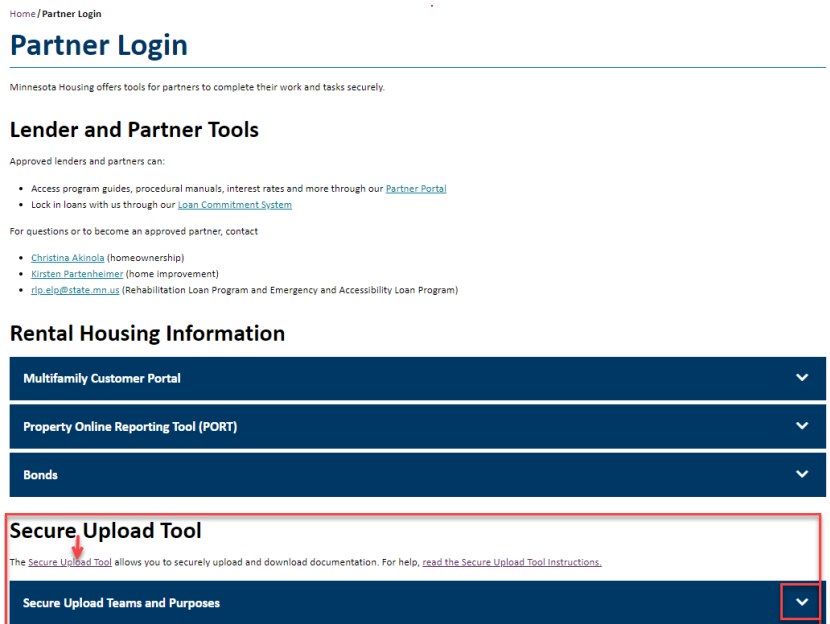 Home / Partner Login
Partner Login
Minnesota Housing offers tools for partners to complete their work and tasks securely.
Lender and Partner Tools
Approved lenders and partners can:
• Access program guides, procedural manuals, interest rates and more through our Partner Portal
• Lock in loans with us through our Loan Commitment System
For questions or to become an approved partner, contact
• Christina Akinola (homeownership)
• Kirsten Partenheimer (home improvement)
• rlp.elp@state.mn.us (Rehabilitation Loan Program and Emergency and Accessibility Loan Program)
Rental Housing Information
Multifamily Customer Portal
Property Online Reporting Tool (PORT)
Bonds
Secure Upload Tool
The Secure Upload Tool allows you to securely upload and download documentation. For help, read the Secure Upload Tool Instructions.
Secure Upload Teams and Purposes